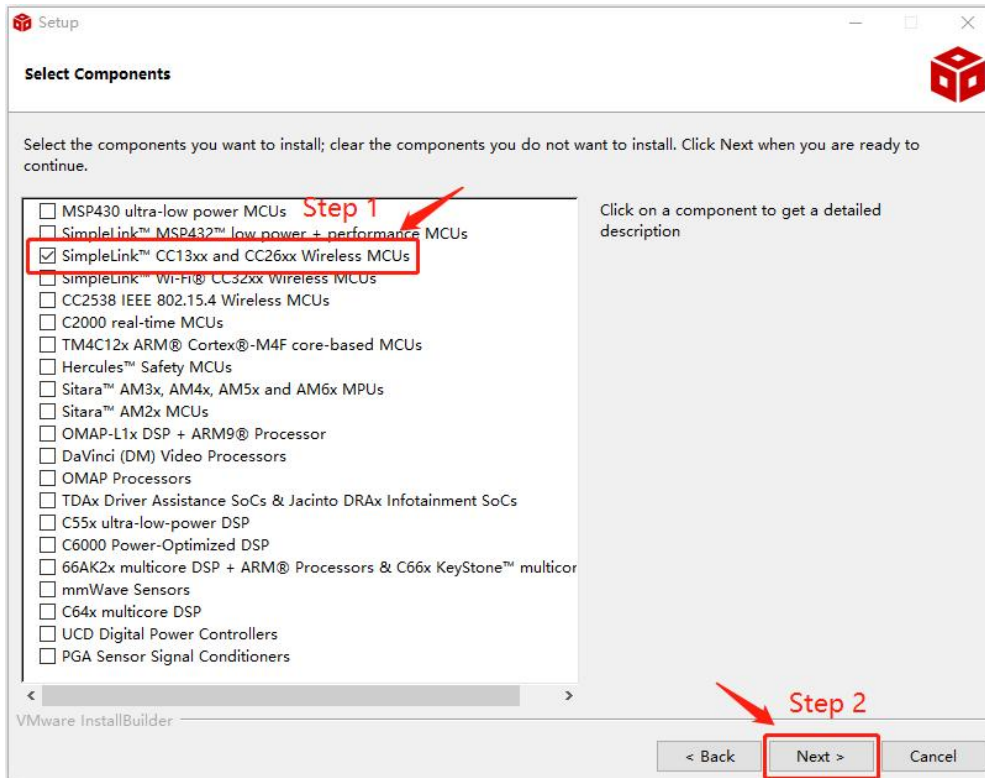 Setup
Select Components
Select the components you want to install; clear the components you do not want to install. Click Next when you are ready to
continue.
MSP430 ultra-low power MCUs
Step 1
SimpleLink™ MSP432™ low power + performance MCUs
SimpleLink™ CC13xx and CC26xx Wireless MCUs
SimpleLink™ Wi-Fi® CC32xx Wireless MCUs
CC2538 IEEE 802.15.4 Wireless MCUs
C2000 real-time MCUs
TM4C12x ARM® Cortex®-M4F core-based MCUs
Hercules™ Safety MCUs
Sitara™ AM3x, AM4x, AM5x and AM6x MPUs
Sitara™ AM2x MCUs
OMAP-L1x DSP + ARM9® Processor
DaVinci (DM) Video Processors
OMAP Processors
TDAx Driver Assistance SoCs & Jacinto DRAx Infotainment SoCs
C55x ultra-low-power DSP
C6000 Power-Optimized DSP
66AK2x multicore DSP + ARM® Processors & C66x KeyStone™ multicor
mmWave Sensors
C64x multicore DSP
UCD Digital Power Controllers
PGA Sensor Signal Conditioners
Click on a component to get a detailed
description
VMware InstallBuilder
Step 2
< Back
Next >
Cancel